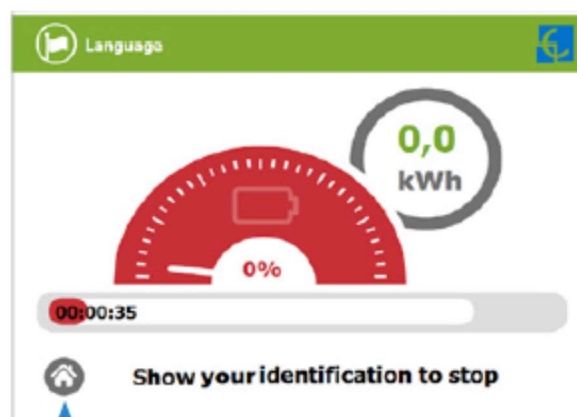 Language
0,0
kWh
0%
00:00:35
Show your identification to stop